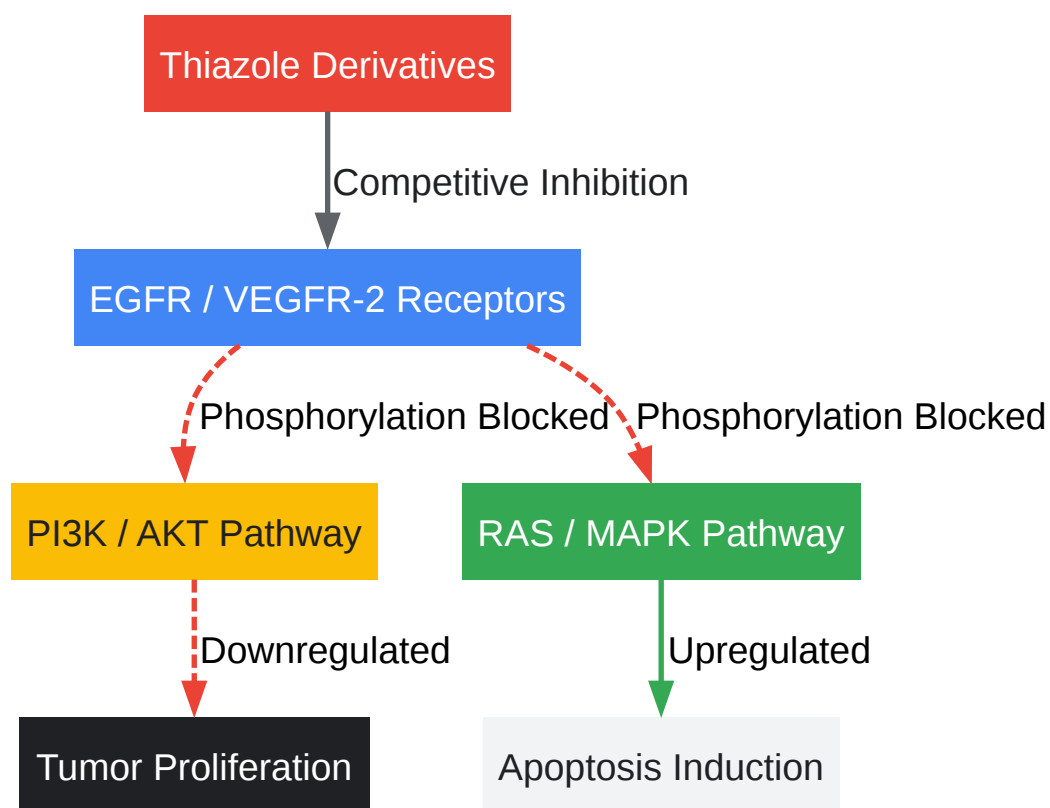 Thiazole Derivatives
Competitive Inhibition
EGFR / VEGFR-2 Receptors
Phosphorylation Blocked
Phosphorylation Blocked
PI3K / AKT Pathway
RAS / MAPK Pathway
Downregulated
Upregulated
Tumor Proliferation
Apoptosis Induction